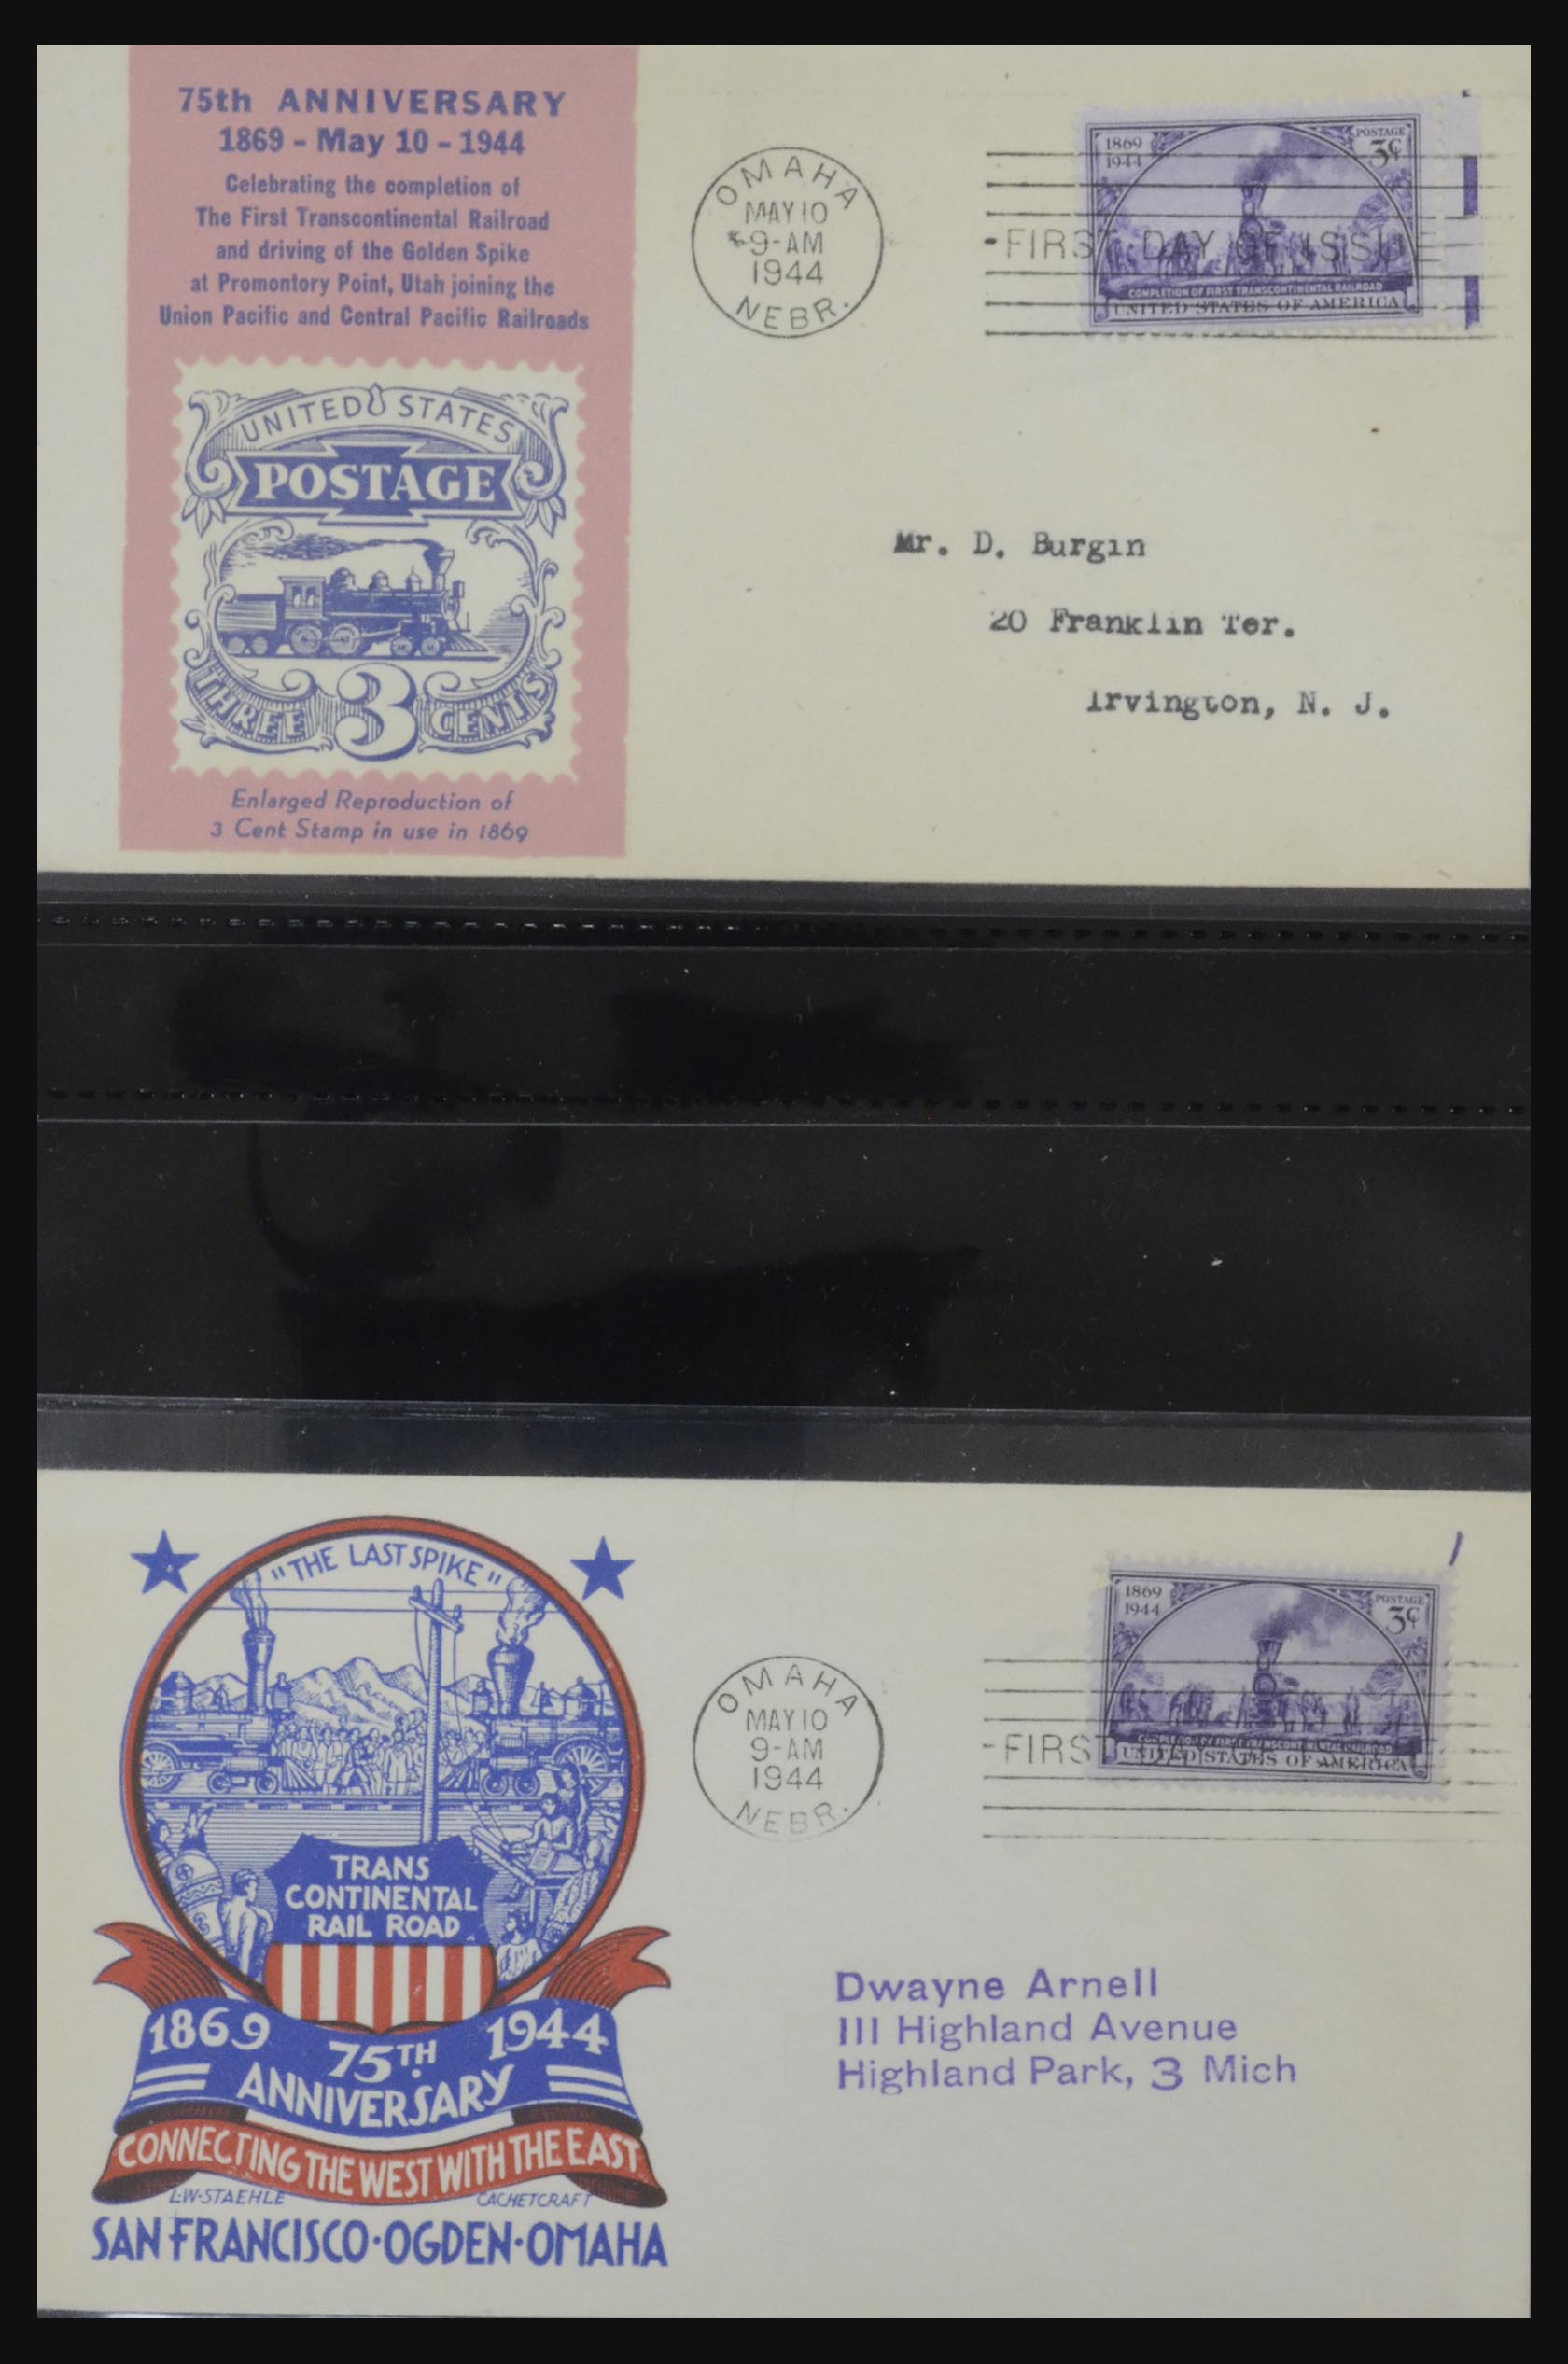 75th ANNIVERSARY
1869 - May 10 - 1944
Celebrating the completion of
The First Transcontinental Railroad
and driving of the Golden Spike
at Promontory Point, Utah joining the
Union Pacific and Central Pacific Railroads
UNITED STATES
POSTAGE
THREE 3 CENTS
Enlarged Reproduction of
3 Cent Stamp in use in 1869
OMAHA
MAY 10
9-AM
1944
NEBR.
1869
1944
POSTAGE
3¢
FIRST DAY OF ISSU
COMPLETION OF FIRST TRANSCONTINENTAL RAILROAD
UNITED STATES OF AMERICA
Mr. D. Burgin
20 Franklin Ter.
Irvington, N. J.
"THE LAST SPIKE"
TRANS
CONTINENTAL
RAIL ROAD
1869 1944
75TH
ANNIVERSARY
CONNECTING THE WEST WITH THE EAST
L·W·STAEHLE CACHETCRAFT
SAN FRANCISCO·OGDEN·OMAHA
OMAHA
MAY 10
9-AM
1944
NEBR.
1869
1944
POSTAGE
3¢
FIRS
COMPLETION OF FIRST TRANSCONTINENTAL RAILROAD
UNITED STATES OF AMERICA
Dwayne Arnell
111 Highland Avenue
Highland Park, 3 Mich